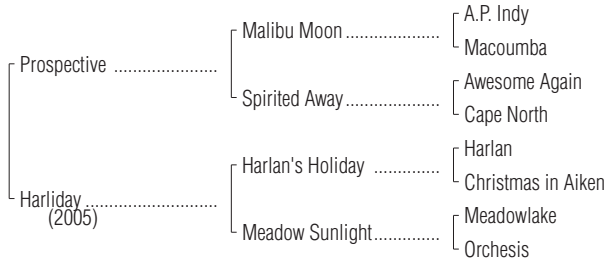 A.P. Indy
Malibu Moon ....................
Macoumba
Prospective ......................
Awesome Again
Spirited Away....................
Cape North
Harlan
Harlan's Holiday ..............
Christmas in Aiken
Harliday ............................
(2005)
Meadowlake
Meadow Sunlight..............
Orchesis